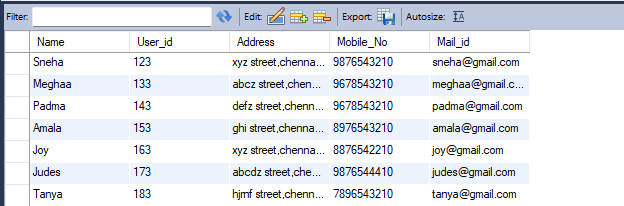 Filter: Edit: Export: Autosize:
Name User_id Address Mobile_No Mail_id
Sneha 123 xyz street,chenna... 9876543210 sneha@gmail.com
Meghaa 133 abcz street,chenn... 9678543210 meghaa@gmail.c...
Padma 143 defz street,chenn... 9678543210 padma@gmail.com
Amala 153 ghi street,chenna... 8976543210 amala@gmail.com
Joy 163 xyz street,chenna... 8876542210 joy@gmail.com
Judes 173 abcdz street,chen... 9876544410 judes@gmail.com
Tanya 183 hjmf street,chenn... 7896543210 tanya@gmail.com